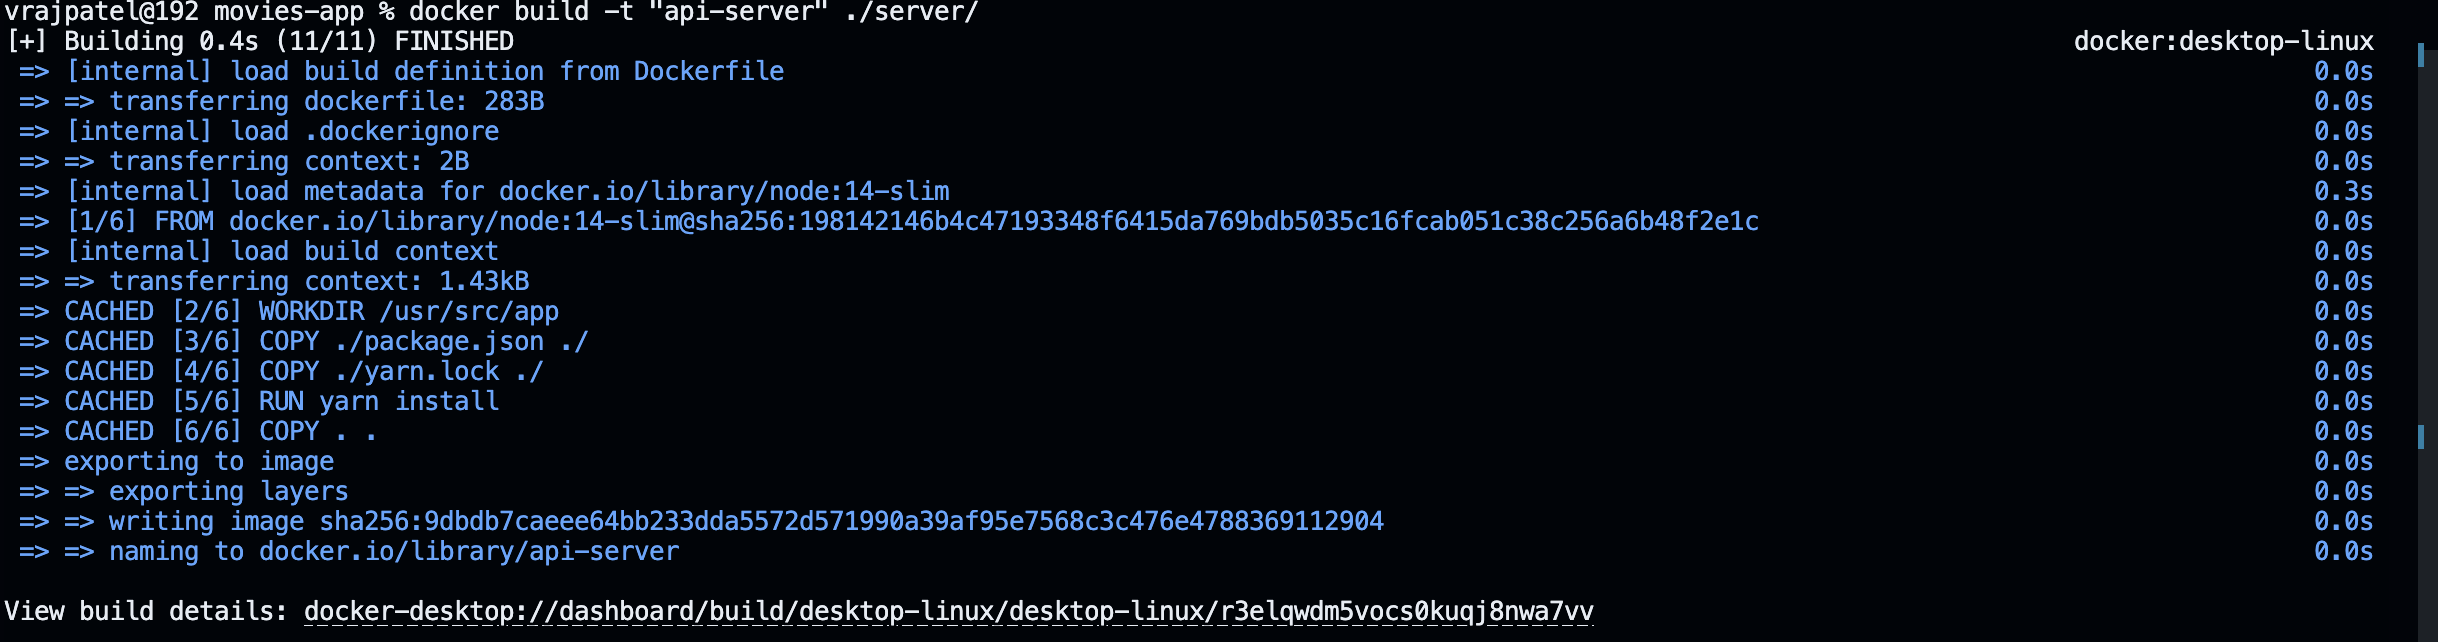 vrajpatel@192 movies-app % docker build -t "api-server" ./server/
[+] Building 0.4s (11/11) FINISHED docker:desktop-linux
=> [internal] load build definition from Dockerfile 0.0s
=> => transferring dockerfile: 283B 0.0s
=> [internal] load .dockerignore 0.0s
=> => transferring context: 2B 0.0s
=> [internal] load metadata for docker.io/library/node:14-slim 0.3s
=> [1/6] FROM docker.io/library/node:14-slim@sha256:198142146b4c47193348f6415da769bdb5035c16fcab051c38c256a6b48f2e1c 0.0s
=> [internal] load build context 0.0s
=> => transferring context: 1.43kB 0.0s
=> CACHED [2/6] WORKDIR /usr/src/app 0.0s
=> CACHED [3/6] COPY ./package.json ./ 0.0s
=> CACHED [4/6] COPY ./yarn.lock ./ 0.0s
=> CACHED [5/6] RUN yarn install 0.0s
=> CACHED [6/6] COPY . . 0.0s
=> exporting to image 0.0s
=> => exporting layers 0.0s
=> => writing image sha256:9dbdb7caeee64bb233dda5572d571990a39af95e7568c3c476e4788369112904 0.0s
=> => naming to docker.io/library/api-server 0.0s
View build details: docker-desktop://dashboard/build/desktop-linux/desktop-linux/r3elqwdm5vocs0kuqj8nwa7vv